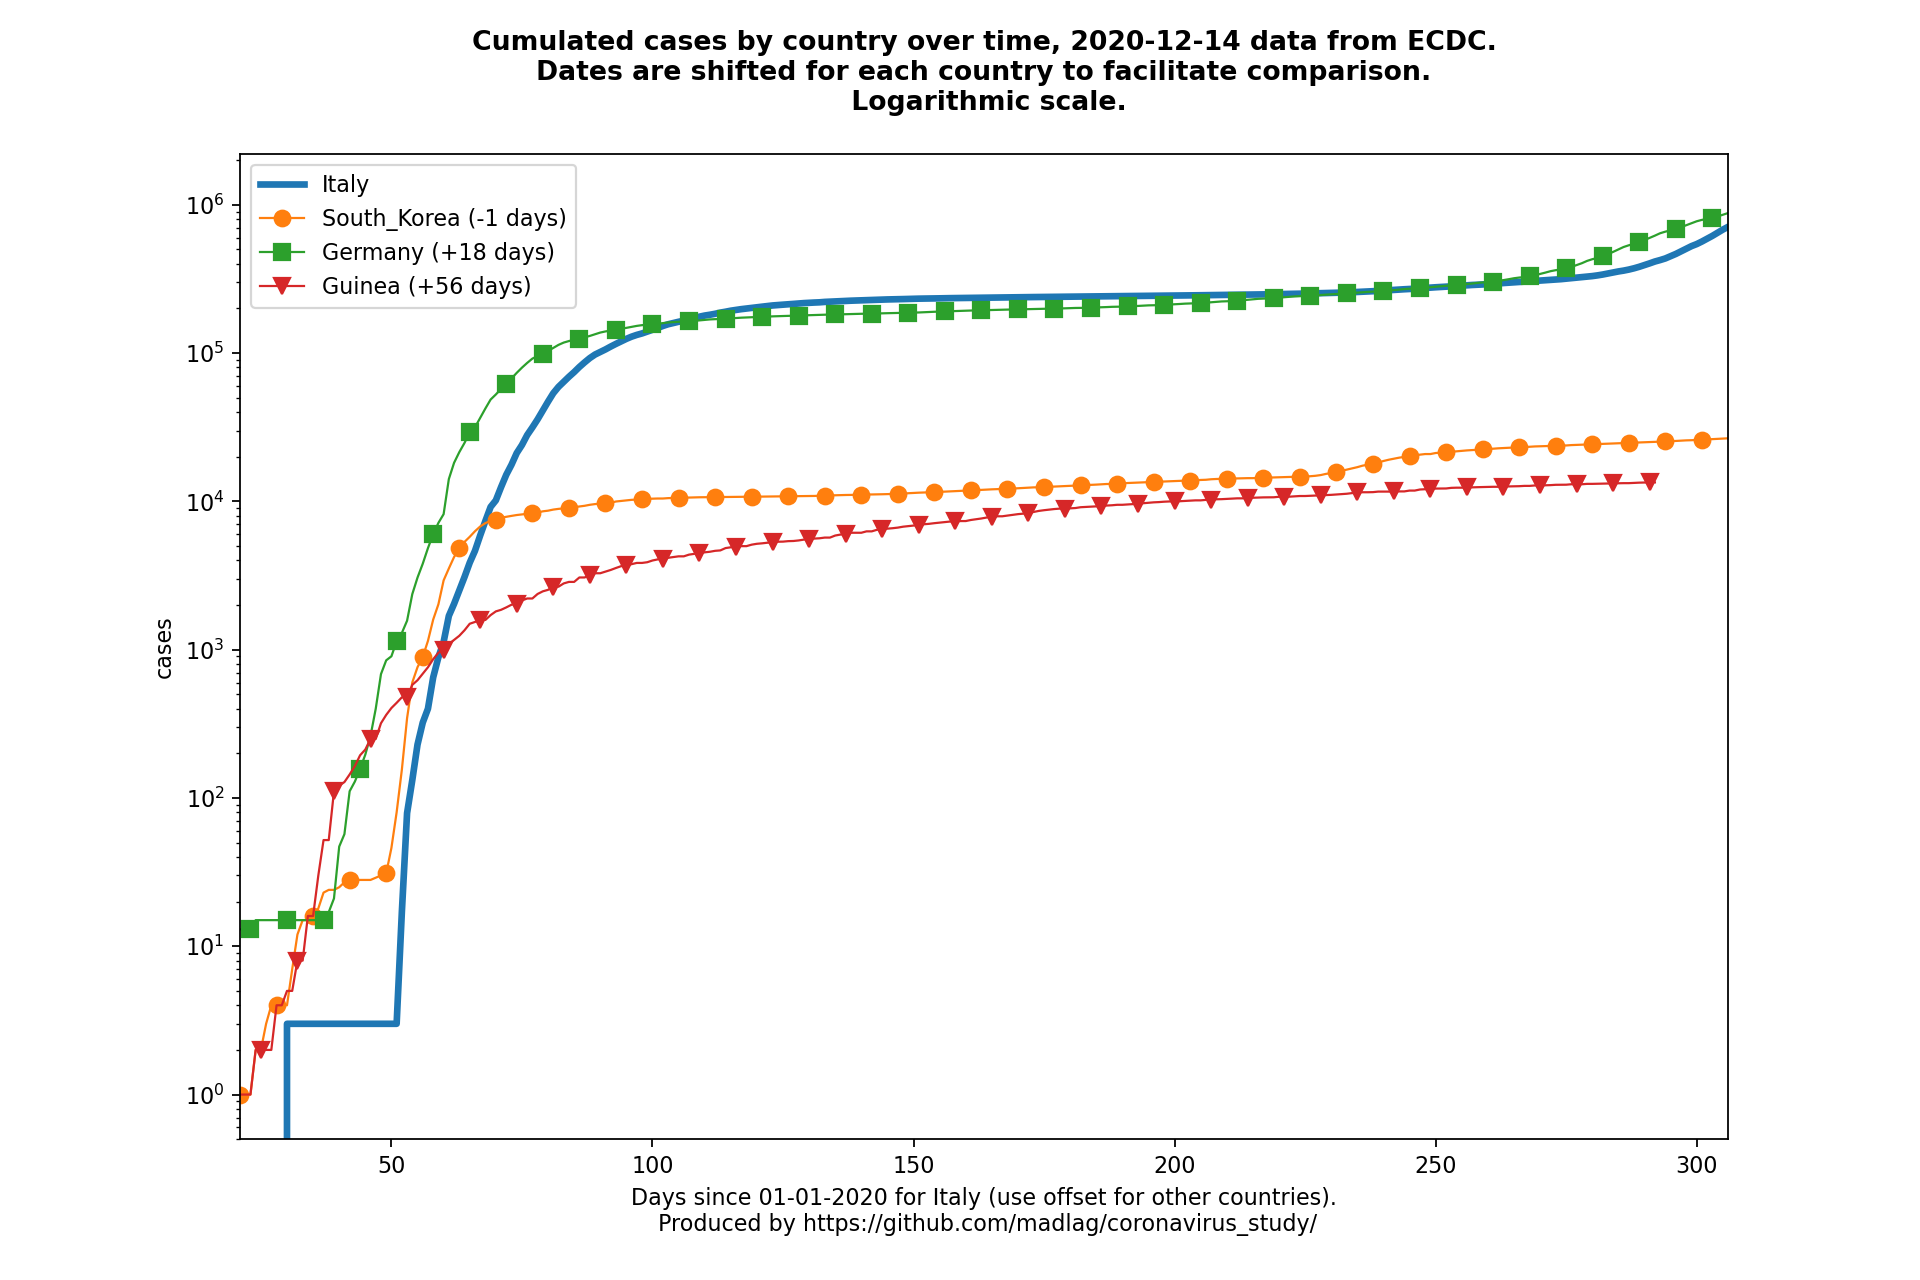 Cumulated cases by country over time, 2020-12-14 data from ECDC.
Dates are shifted for each country to facilitate comparison.
Logarithmic scale.
Italy
South_Korea (-1 days)
Germany (+18 days)
Guinea (+56 days)
cases
10^6
10^5
10^4
10^3
10^2
10^1
10^0
50 100 150 200 250 300
Days since 01-01-2020 for Italy (use offset for other countries).
Produced by https://github.com/madlag/coronavirus_study/